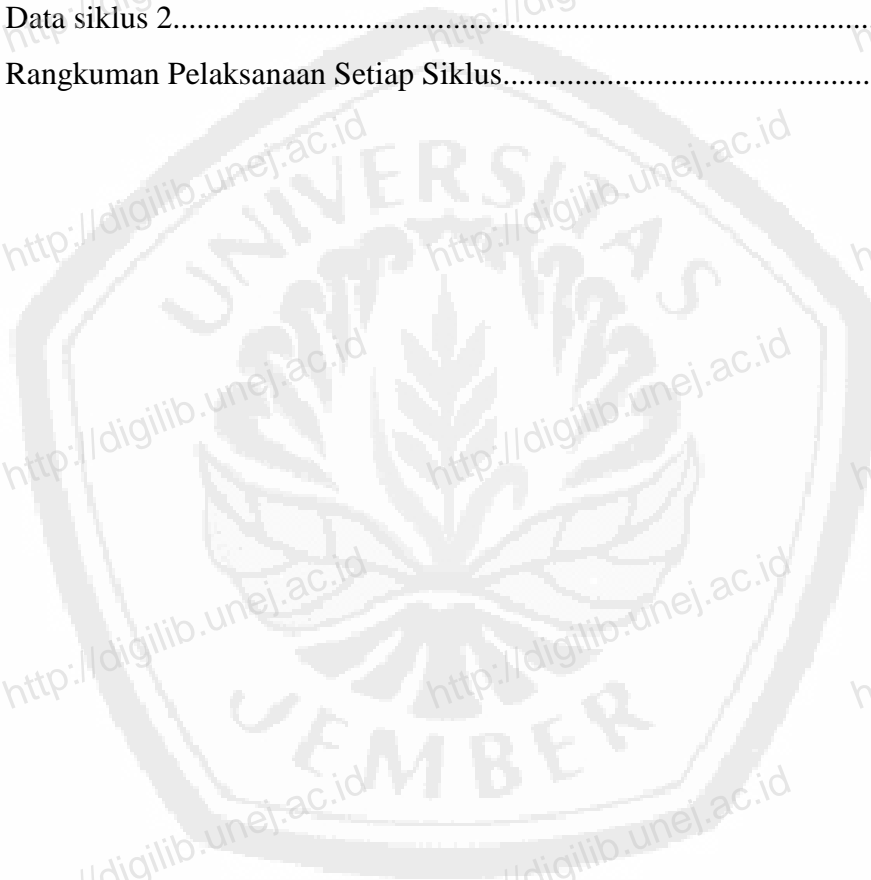 Data siklus 2..........................................................................................
Rangkuman Pelaksanaan Setiap Siklus.......................................
http://digilib.unej.ac.id http://digilib.unej.ac.id
UNIVERSITAS
http://digilib.unej.ac.id http://digilib.unej.ac.id
http://digilib.unej.ac.id http://digilib.unej.ac.id
JEMBER
http://digilib.unej.ac.id http://digilib.unej.ac.id